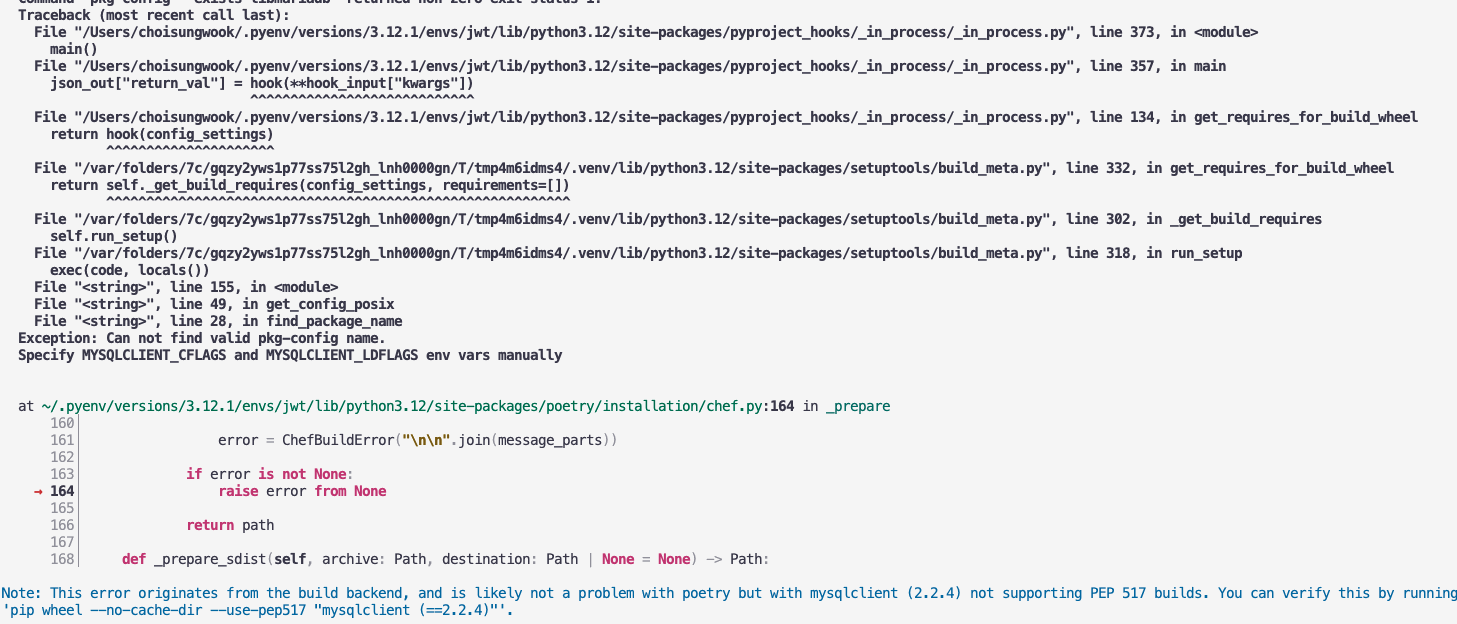 Command "pkg-config --exists libmariadb" returned non-zero exit status 1.
Traceback (most recent call last):
  File "/Users/choisungwook/.pyenv/versions/3.12.1/envs/jwt/lib/python3.12/site-packages/pyproject_hooks/_in_process/_in_process.py", line 373, in <module>
    main()
  File "/Users/choisungwook/.pyenv/versions/3.12.1/envs/jwt/lib/python3.12/site-packages/pyproject_hooks/_in_process/_in_process.py", line 357, in main
    json_out["return_val"] = hook(**hook_input["kwargs"])
                             ^^^^^^^^^^^^^^^^^^^^^^^^^^^^
  File "/Users/choisungwook/.pyenv/versions/3.12.1/envs/jwt/lib/python3.12/site-packages/pyproject_hooks/_in_process/_in_process.py", line 134, in get_requires_for_build_wheel
    return hook(config_settings)
           ^^^^^^^^^^^^^^^^^^^^^
  File "/var/folders/7c/gqzy2yws1p77ss75l2gh_lnh0000gn/T/tmp4m6idms4/.venv/lib/python3.12/site-packages/setuptools/build_meta.py", line 332, in get_requires_for_build_wheel
    return self._get_build_requires(config_settings, requirements=[])
           ^^^^^^^^^^^^^^^^^^^^^^^^^^^^^^^^^^^^^^^^^^^^^^^^^^^^^^^^^^
  File "/var/folders/7c/gqzy2yws1p77ss75l2gh_lnh0000gn/T/tmp4m6idms4/.venv/lib/python3.12/site-packages/setuptools/build_meta.py", line 302, in _get_build_requires
    self.run_setup()
  File "/var/folders/7c/gqzy2yws1p77ss75l2gh_lnh0000gn/T/tmp4m6idms4/.venv/lib/python3.12/site-packages/setuptools/build_meta.py", line 318, in run_setup
    exec(code, locals())
  File "<string>", line 155, in <module>
  File "<string>", line 49, in get_config_posix
  File "<string>", line 28, in find_package_name
Exception: Can not find valid pkg-config name.
Specify MYSQLCLIENT_CFLAGS and MYSQLCLIENT_LDFLAGS env vars manually
at ~/.pyenv/versions/3.12.1/envs/jwt/lib/python3.12/site-packages/poetry/installation/chef.py:164 in _prepare
160
161 error = ChefBuildError("\n\n".join(message_parts))
162
163 if error is not None:
→ 164 raise error from None
165
166 return path
167
168 def _prepare_sdist(self, archive: Path, destination: Path | None = None) -> Path:
Note: This error originates from the build backend, and is likely not a problem with poetry but with mysqlclient (2.2.4) not supporting PEP 517 builds. You can verify this by running
'pip wheel --no-cache-dir --use-pep517 "mysqlclient (==2.2.4)"'.